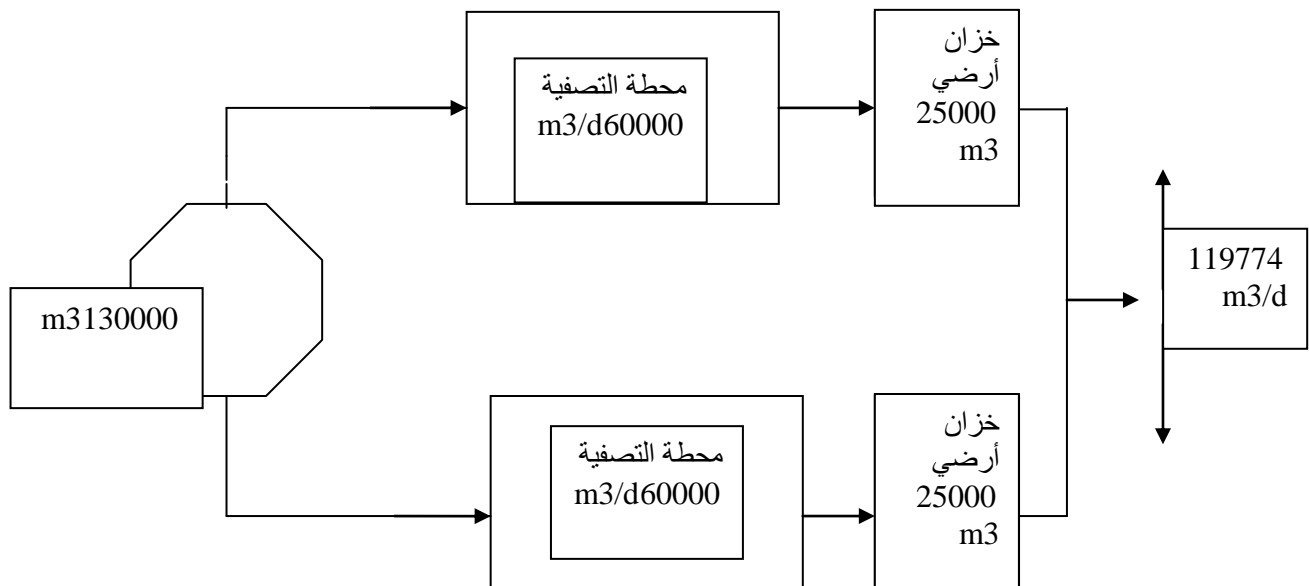 محطة التصفية
m3/d60000
خزان
أرضي
25000
m3
119774
m3/d
m3130000
محطة التصفية
m3/d60000
خزان
أرضي
25000
m3